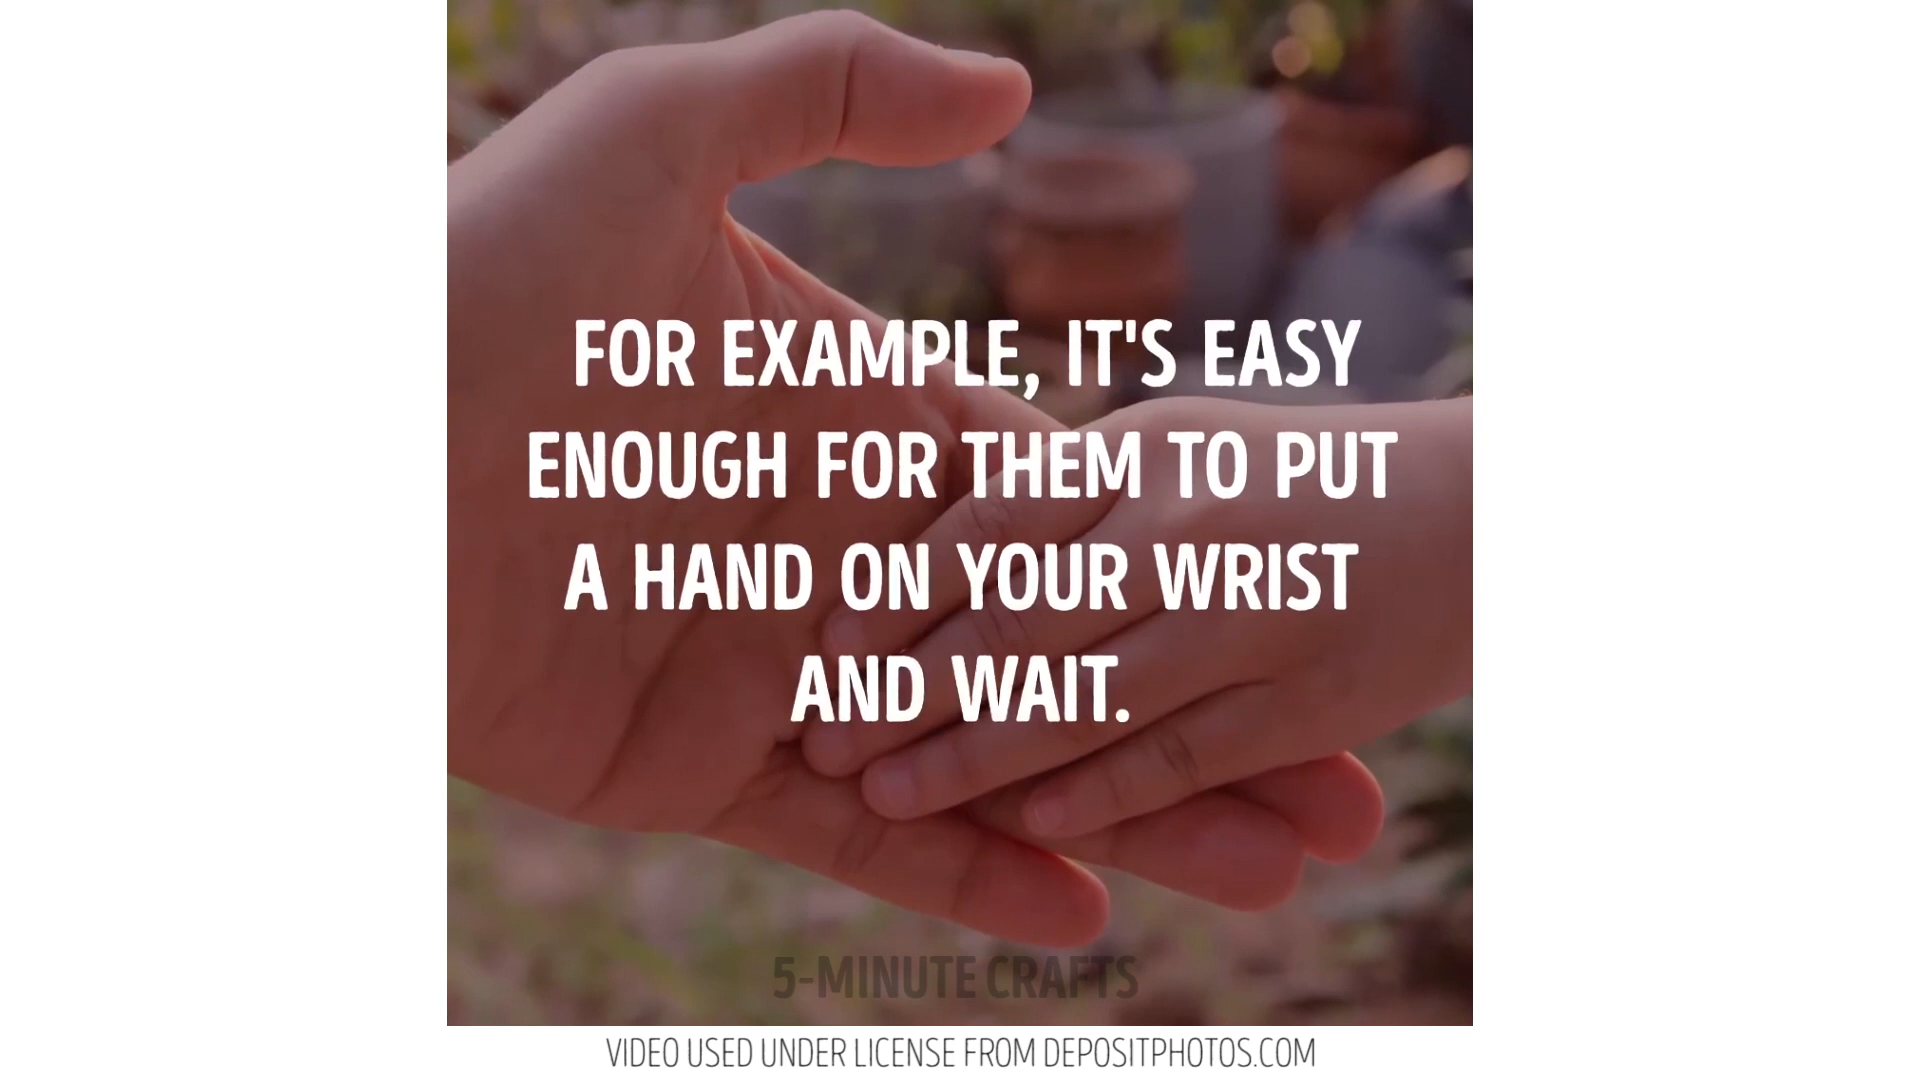 FOR EXAMPLE, IT'S EASY
ENOUGH FOR THEM TO PUT
A HAND ON YOUR WRIST
AND WAIT.
5-MINUTE CRAFTS
VIDEO USED UNDER LICENSE FROM DEPOSITPHOTOS.COM